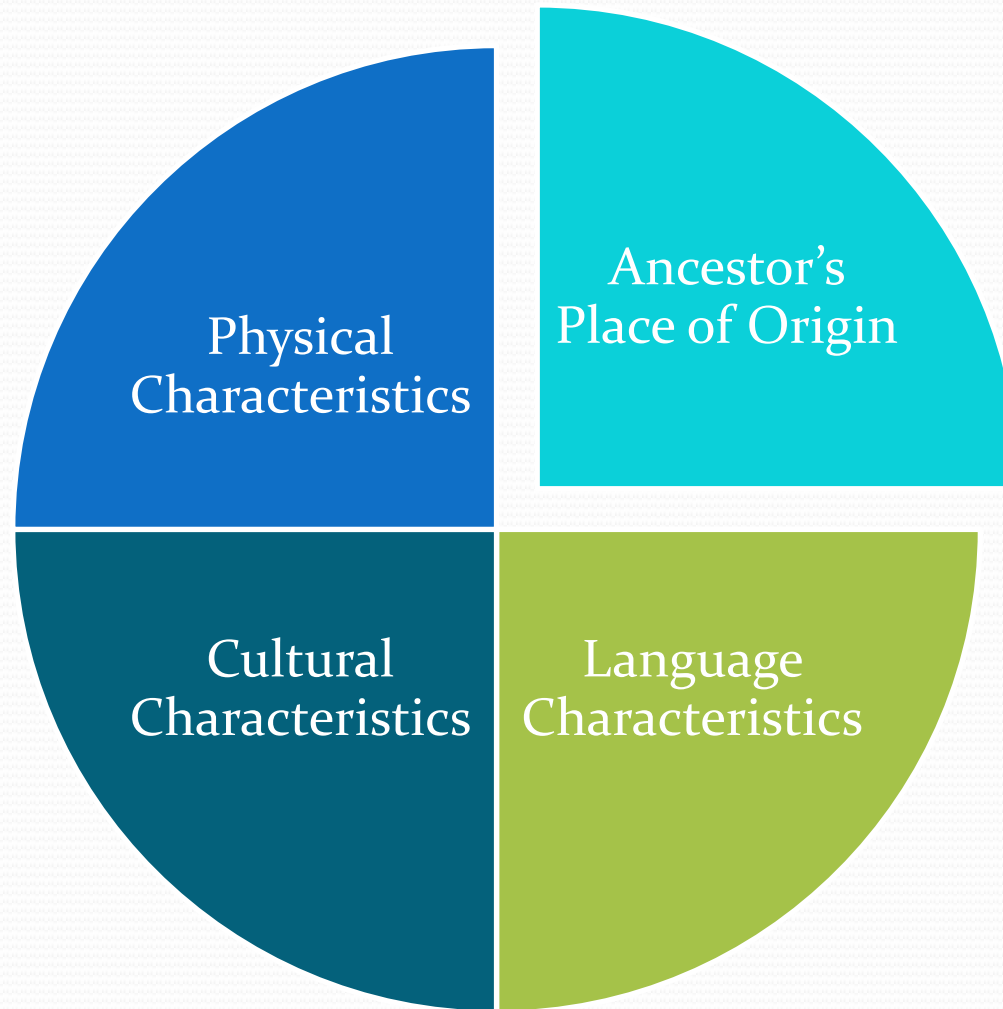 Physical
Characteristics
Ancestor’s
Place of Origin
Cultural
Characteristics
Language
Characteristics